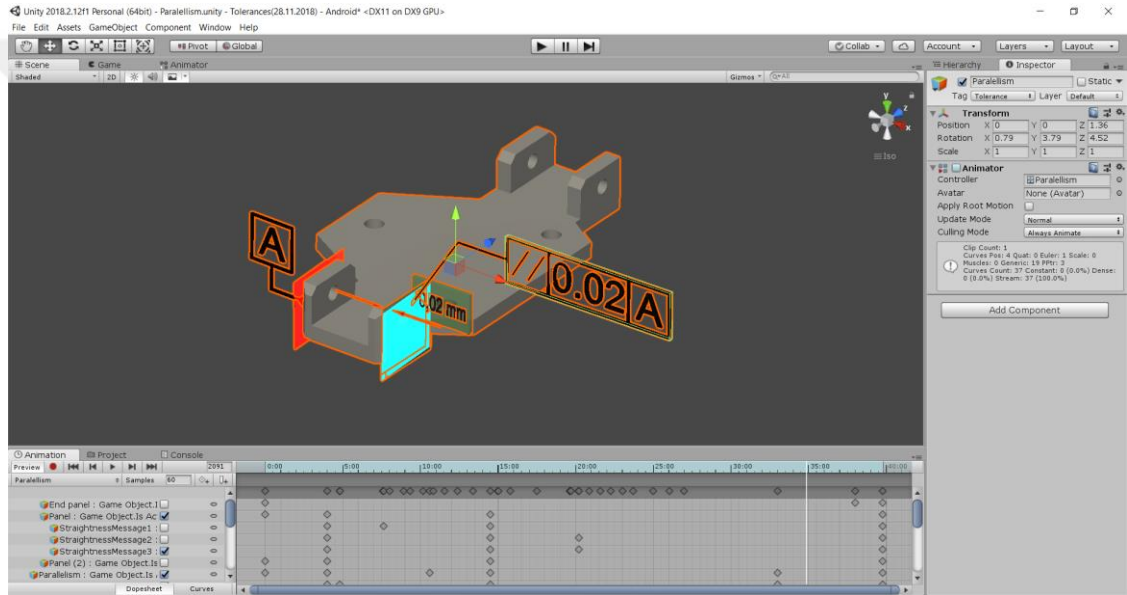 Unity 2018.2.12f1 Personal (64bit) - Paralellism.unity - Tolerances(28.11.2018) - Android* <DX11 on DX9 GPU>
File Edit Assets GameObject Component Window Help
Pivot Global Collab Account Layers Layout
Scene Game Animator
Shaded 2D Gizmos All
y
z
x
Iso
A
0.02 mm
// 0.02 A
Hierarchy Inspector
Paralellism Static
Tag Tolerance Layer Default
Transform
Position X 0 Y 0 Z 1.36
Rotation X 0.79 Y 3.79 Z 4.52
Scale X 1 Y 1 Z 1
Animator
Controller Paralellism
Avatar None (Avatar)
Apply Root Motion
Update Mode Normal
Culling Mode Always Animate
Clip Count: 1
Curves Pos: 4 Quat: 0 Euler: 1 Scale: 0
Muscles: 0 Generic: 19 PPtr: 3
Curves Count: 37 Constant: 0 (0.0%) Dense:
0 (0.0%) Stream: 37 (100.0%)
Add Component
Animation Project Console
Preview 2091 0:00 5:00 10:00 15:00 20:00 25:00 30:00 35:00 40:00
Paralellism Samples 60
End panel : Game Object.I
Panel : Game Object.Is Ac
StraightnessMessage1 :
StraightnessMessage2 :
StraightnessMessage3 :
Panel (2) : Game Object.Is
Parallelism : Game Object.Is
Dopesheet Curves